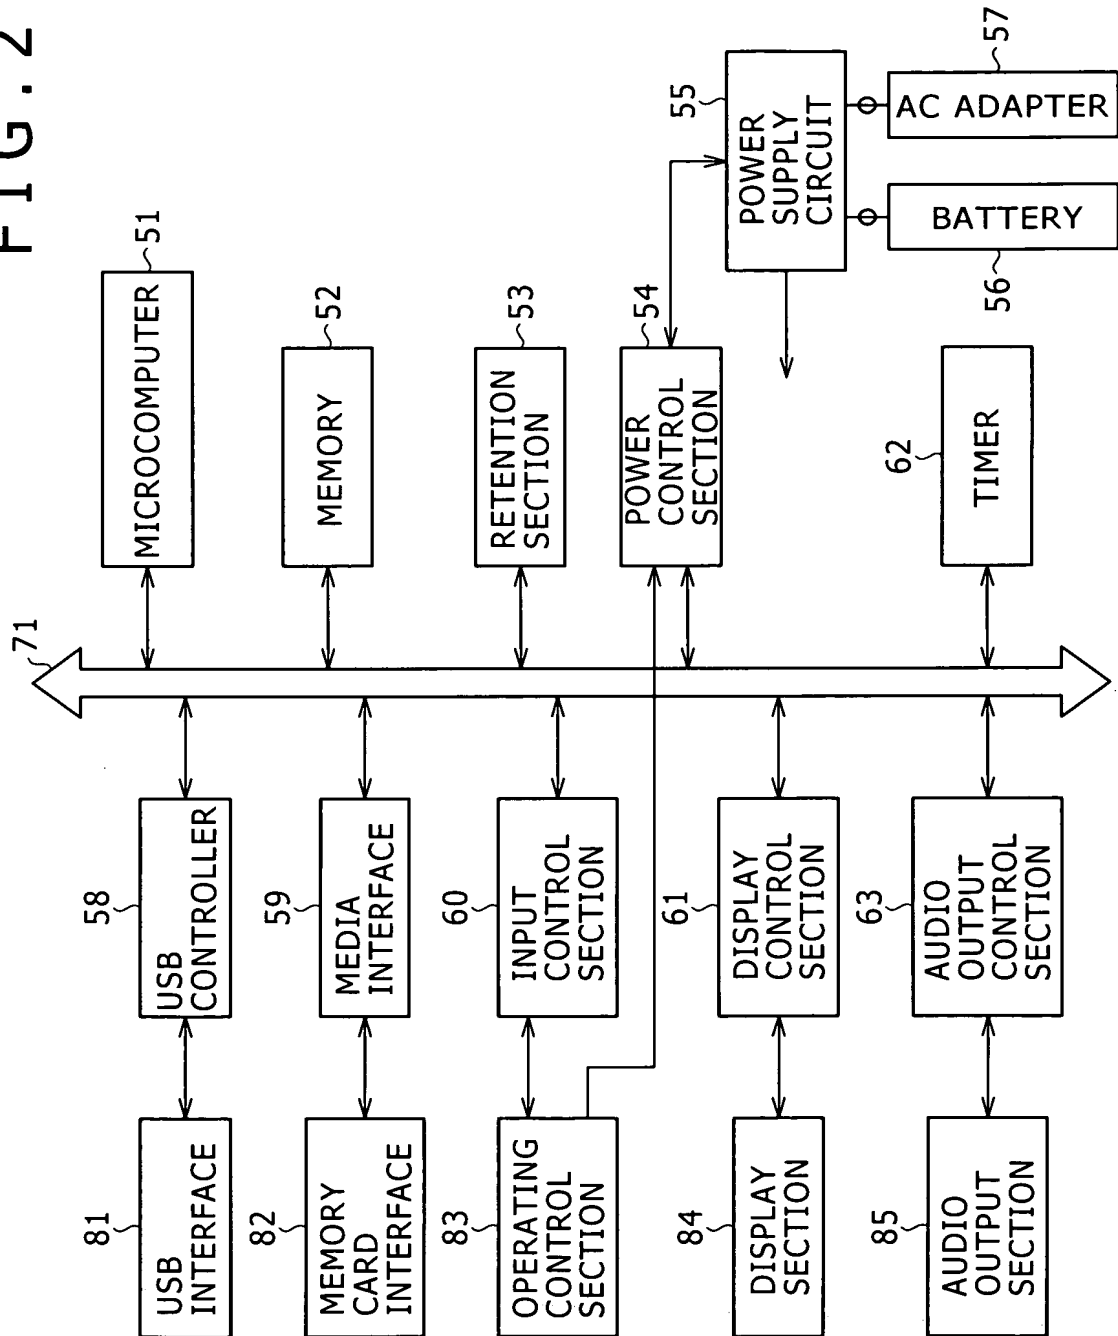 FIG.2
71
MICROCOMPUTER
51
MEMORY
52
RETENTION
SECTION
53
POWER
CONTROL
SECTION
54
POWER
SUPPLY
CIRCUIT
55
BATTERY
56
AC ADAPTER
57
TIMER
62
USB
CONTROLLER
58
MEDIA
INTERFACE
59
INPUT
CONTROL
SECTION
60
DISPLAY
CONTROL
SECTION
61
AUDIO
OUTPUT
CONTROL
SECTION
63
USB
INTERFACE
81
MEMORY
CARD
INTERFACE
82
OPERATING
CONTROL
SECTION
83
DISPLAY
SECTION
84
AUDIO
OUTPUT
SECTION
85